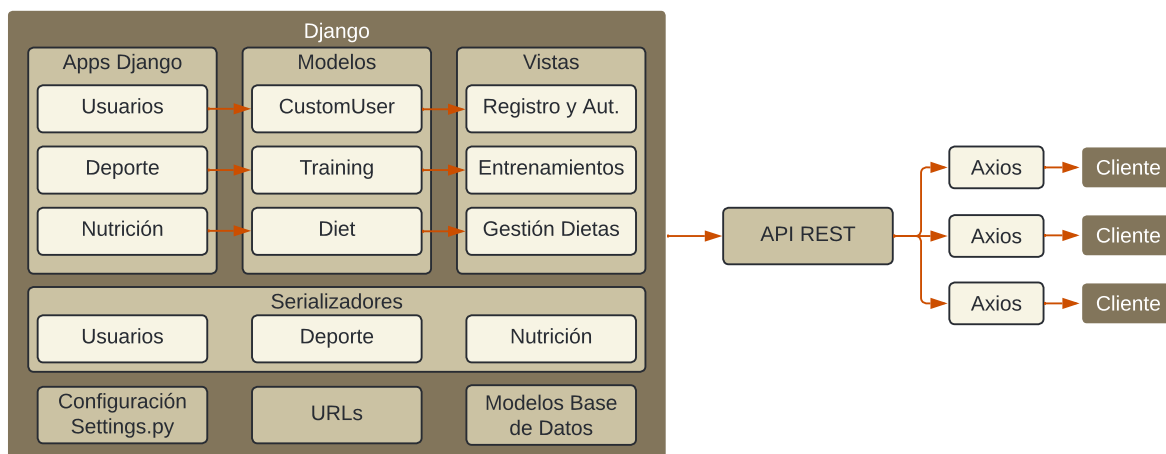 Django
Apps Django
Modelos
Vistas
Usuarios
CustomUser
Registro y Aut.
Deporte
Training
Entrenamientos
Nutrición
Diet
Gestión Dietas
Serializadores
Usuarios
Deporte
Nutrición
Configuración
Settings.py
URLs
Modelos Base
de Datos
API REST
Axios
Cliente
Axios
Cliente
Axios
Cliente